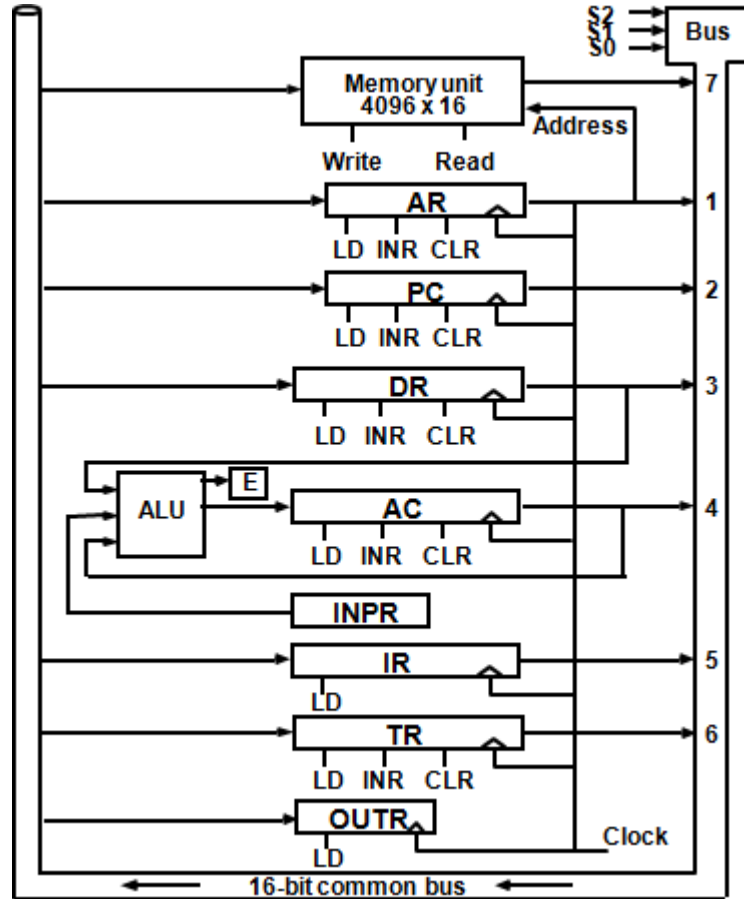 S2
S1
S0
Bus
Memory unit
4096 x 16
7
Address
Write Read
AR
1
LD INR CLR
PC
2
LD INR CLR
DR
3
LD INR CLR
E
ALU
AC
4
LD INR CLR
INPR
IR
5
LD
TR
6
LD INR CLR
OUTR
Clock
LD
16-bit common bus